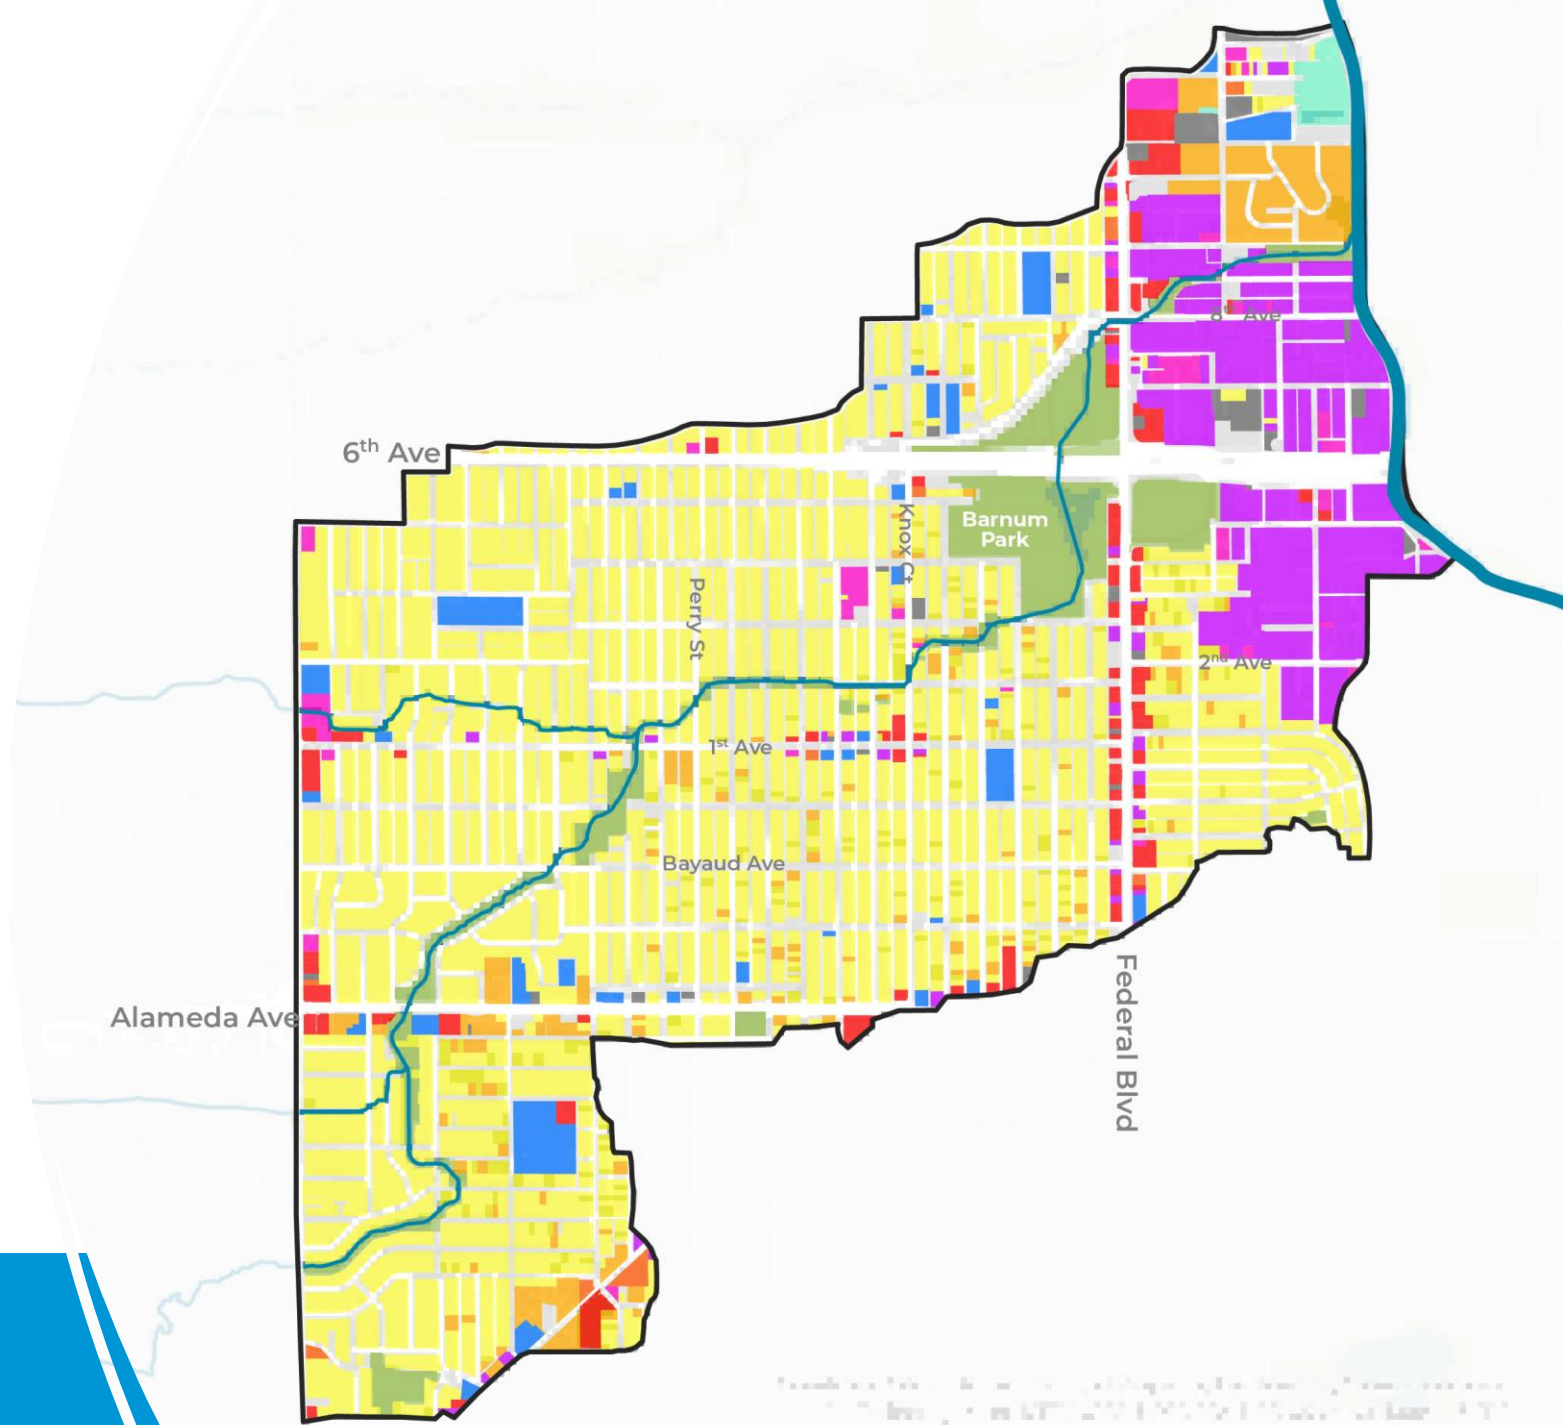 8th Ave
6th Ave
Knox Ct
Barnum
Park
Perry St
2nd Ave
1st Ave
Bayaud Ave
Federal Blvd
Alameda Ave